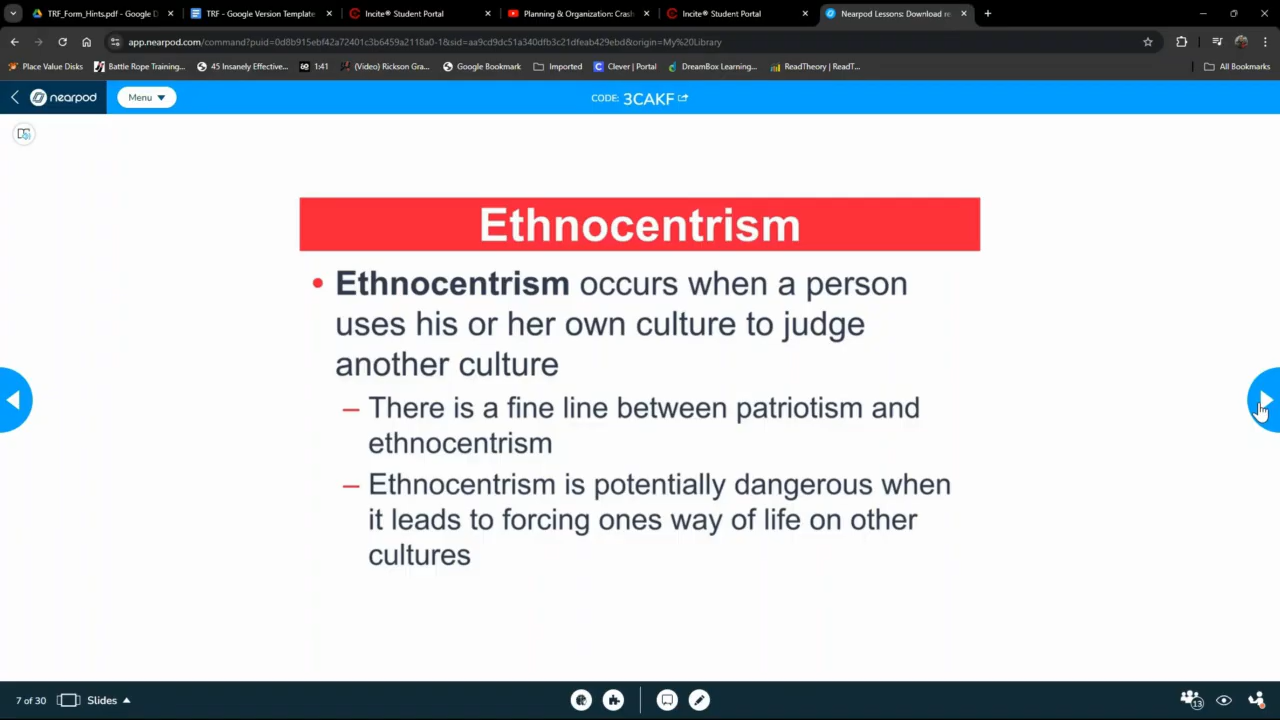 TRF_Form_Hints.pdf - Google D
TRF - Google Version Template
Incite® Student Portal
Planning & Organization: Crash
Incite® Student Portal
Nearpod Lessons: Download re
app.nearpod.com/command?puid=0d8b915ebf42a72401c3b6459a2118a0-1&sid=aa9cd9dc51a340dfb3c21dfeab429ebd&origin=My%20Library
Place Value Disks
Battle Rope Training...
45 Insanely Effective...
1:41
(Video) Rickson Gra...
Google Bookmark
Imported
Clever | Portal
DreamBox Learning...
ReadTheory | ReadT...
All Bookmarks
nearpod
Menu
CODE: 3CAKF
Ethnocentrism
• Ethnocentrism occurs when a person
uses his or her own culture to judge
another culture
– There is a fine line between patriotism and
ethnocentrism
– Ethnocentrism is potentially dangerous when
it leads to forcing ones way of life on other
cultures
7 of 30
Slides
13